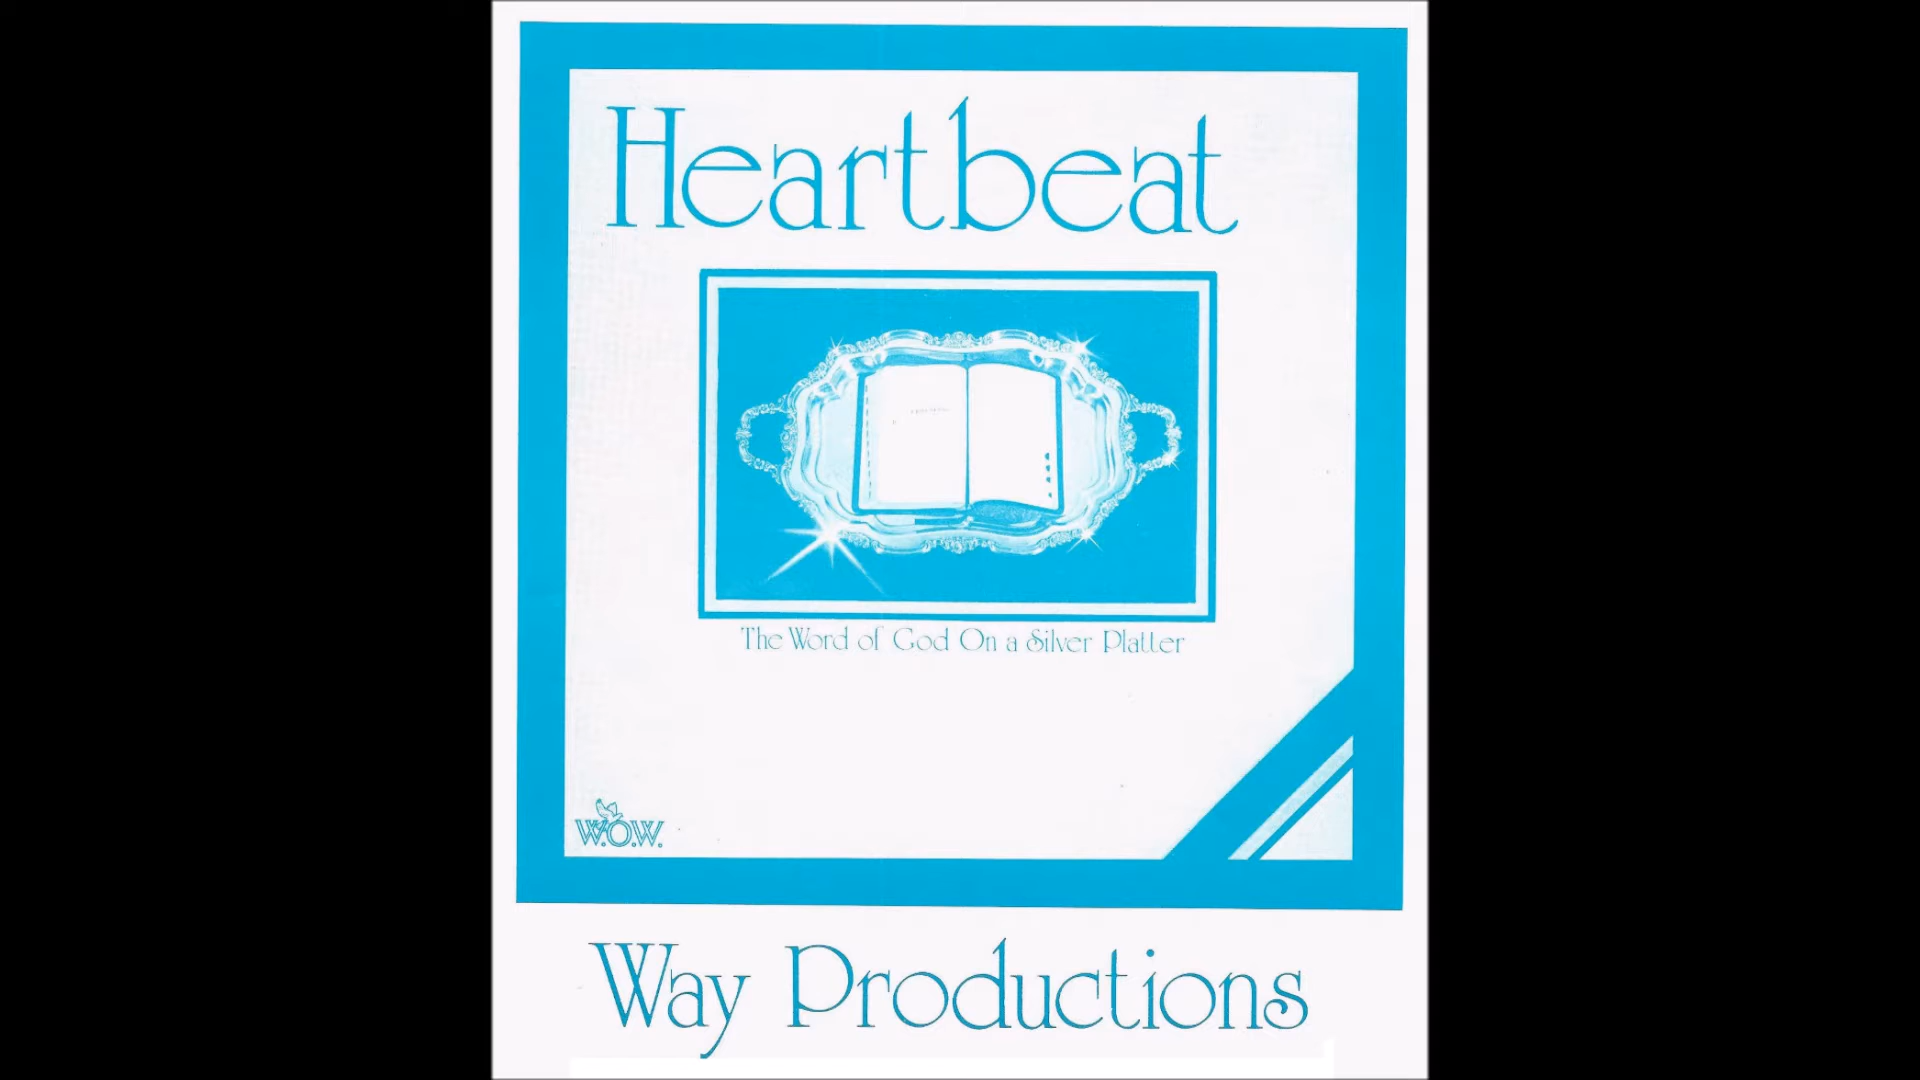 Heartbeat
The Word of God On a Silver Platter
W.O.W.
Way Productions